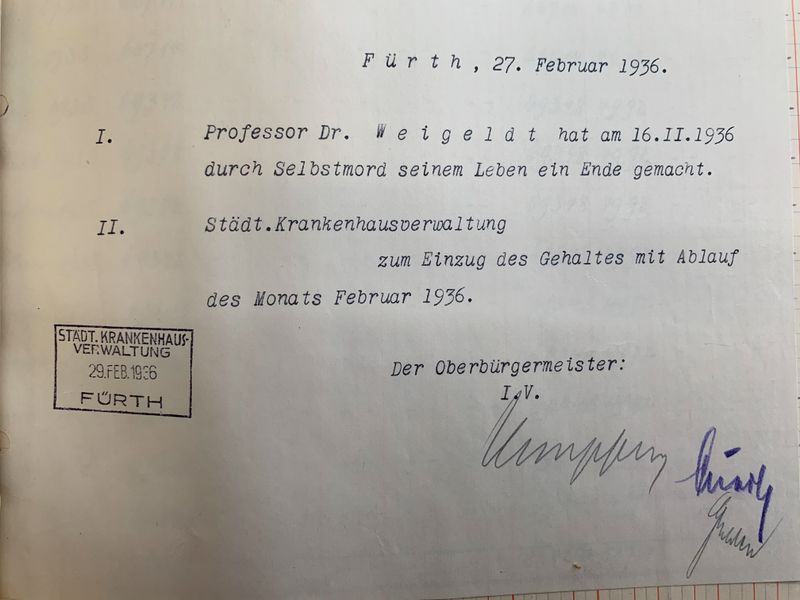 Fürth, 27. Februar 1936.
I. Professor Dr. Weigeldt hat am 16.II.1936
durch Selbstmord seinem Leben ein Ende gemacht.
II. Städt.Krankenhausverwaltung
zum Einzug des Gehaltes mit Ablauf
des Monats Februar 1936.
STÄDT. KRANKENHAUS-
VERWALTUNG
29.FEB.1936
FÜRTH
Der Oberbürgermeister:
I.V.